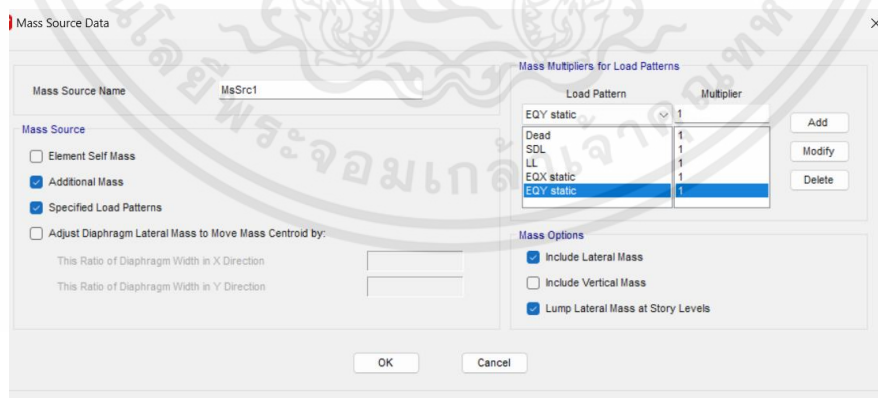 Mass Source Data
Mass Source Name
MsSrc1
Mass Source
Element Self Mass
Additional Mass
Specified Load Patterns
Adjust Diaphragm Lateral Mass to Move Mass Centroid by:
This Ratio of Diaphragm Width in X Direction
This Ratio of Diaphragm Width in Y Direction
Mass Multipliers for Load Patterns
Load Pattern Multiplier
EQY static 1
Dead 1
SDL 1
LL 1
EQX static 1
EQY static 1
Add
Modify
Delete
Mass Options
Include Lateral Mass
Include Vertical Mass
Lump Lateral Mass at Story Levels
OK Cancel